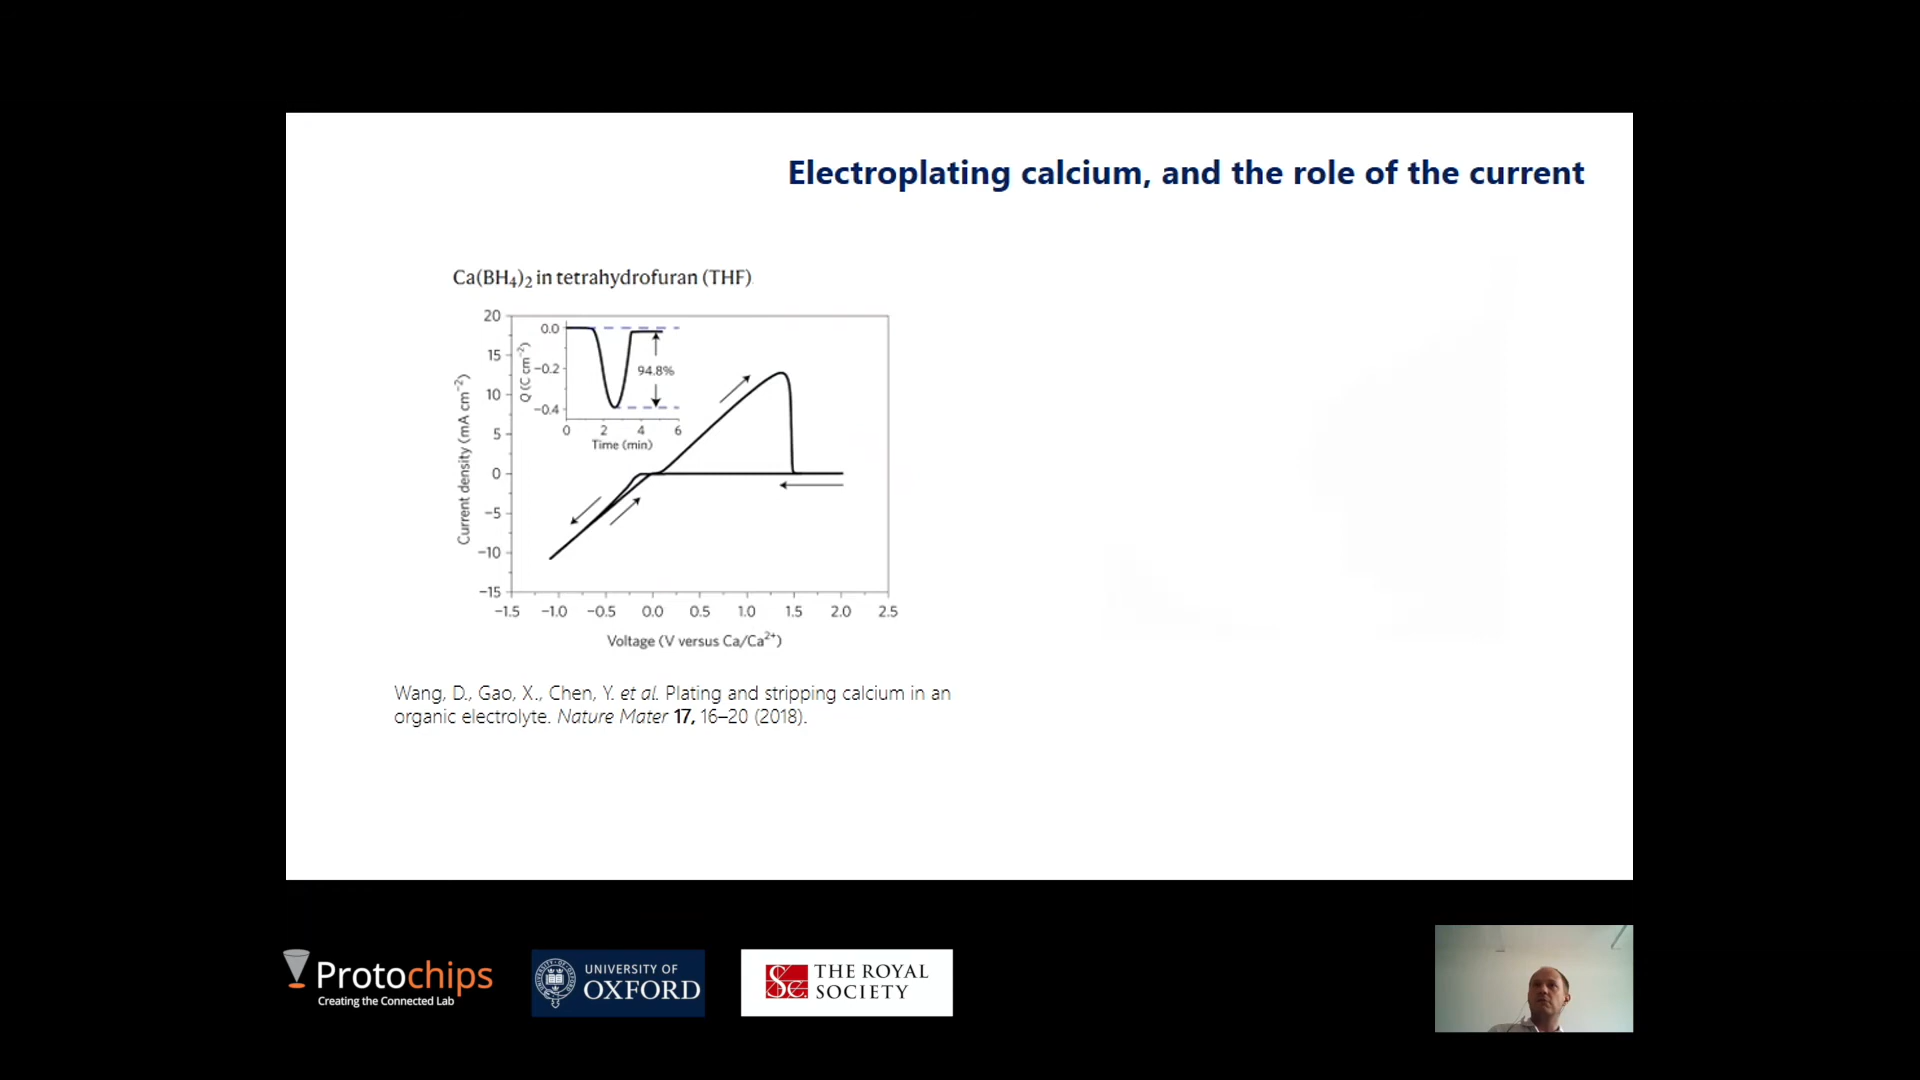 Electroplating calcium, and the role of the current
Ca(BH4)2 in tetrahydrofuran (THF)
20
15
10
5
0
−5
−10
−15
Current density (mA cm−2)
0.0
−0.2
−0.4
Q (C cm−2)
94.8%
0 2 4 6
Time (min)
−1.5 −1.0 −0.5 0.0 0.5 1.0 1.5 2.0 2.5
Voltage (V versus Ca/Ca2+)
Wang, D., Gao, X., Chen, Y. et al. Plating and stripping calcium in an
organic electrolyte. Nature Mater 17, 16–20 (2018).
Protochips
Creating the Connected Lab
UNIVERSITY OF
OXFORD
THE ROYAL
SOCIETY